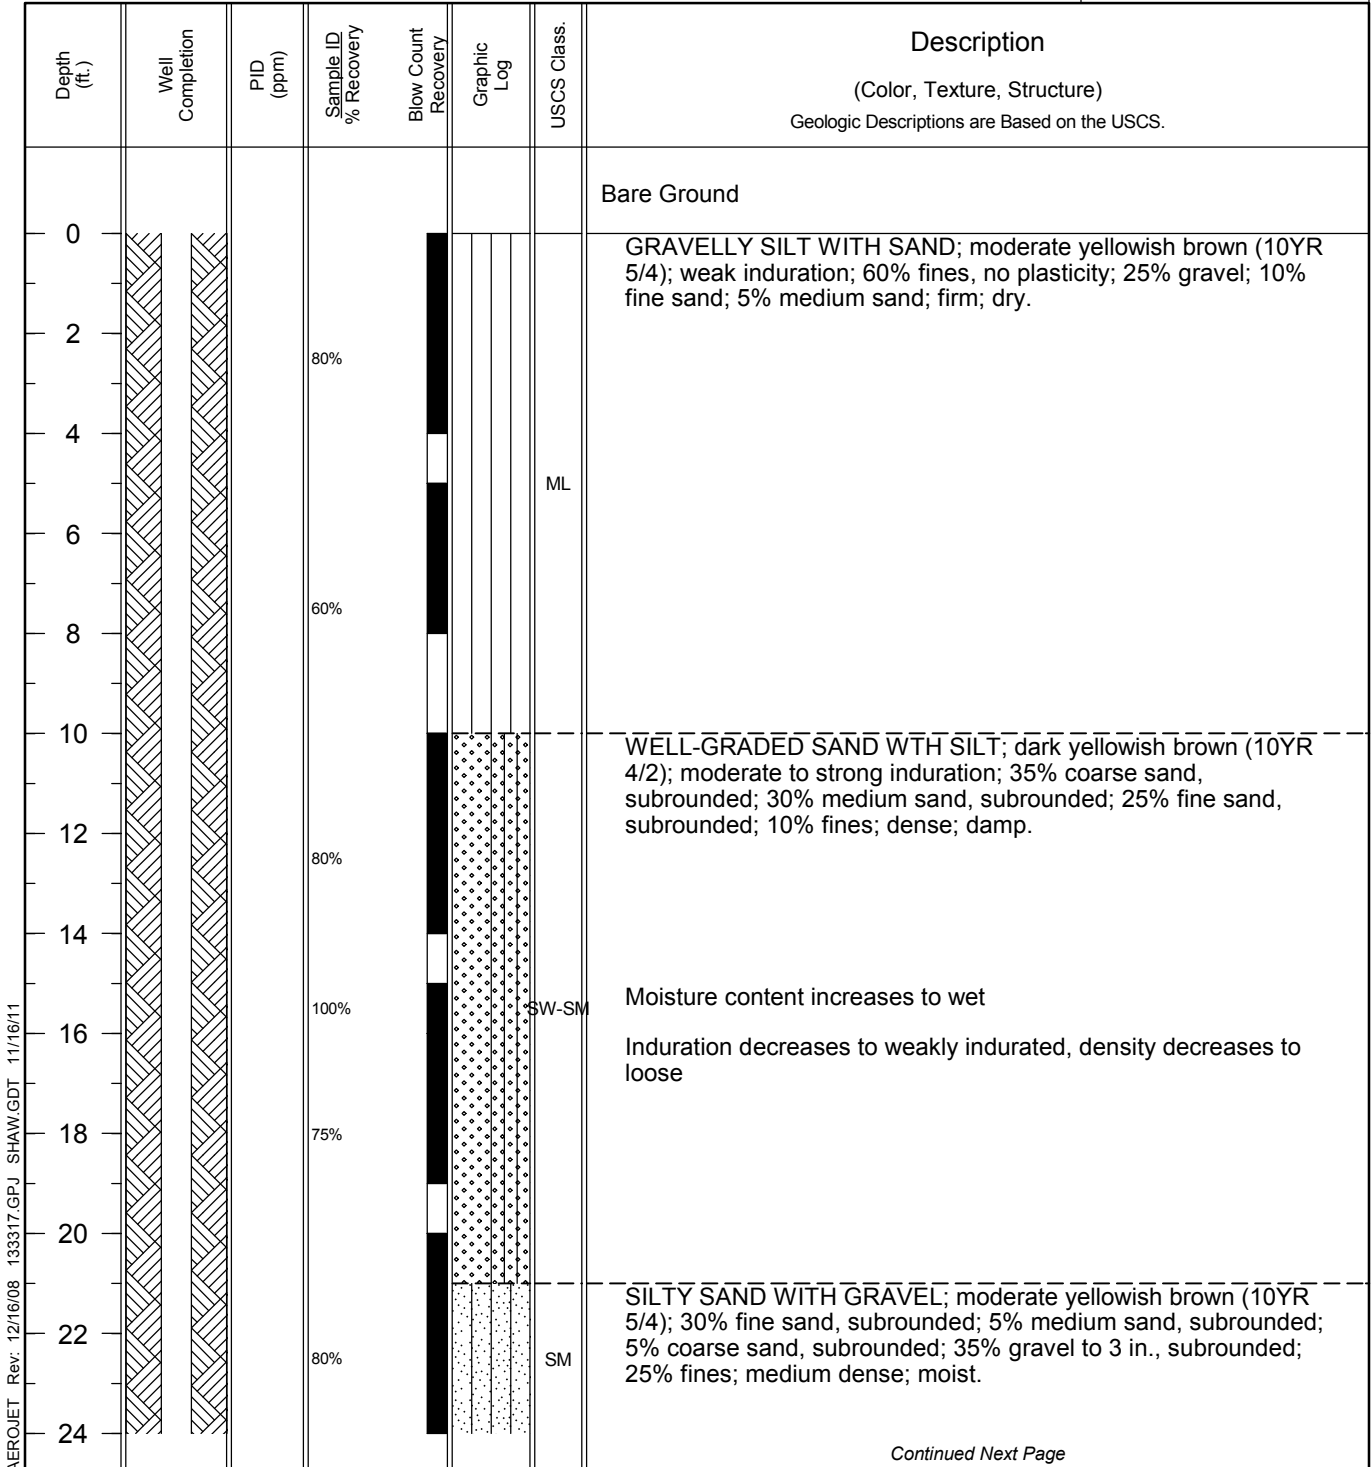 Depth
(ft.)
Well
Completion
PID
(ppm)
Sample ID
% Recovery
Blow Count
Recovery
Graphic
Log
USCS Class.
Description
(Color, Texture, Structure)
Geologic Descriptions are Based on the USCS.
Bare Ground
0
GRAVELLY SILT WITH SAND; moderate yellowish brown (10YR
5/4); weak induration; 60% fines, no plasticity; 25% gravel; 10%
fine sand; 5% medium sand; firm; dry.
2
80%
4
ML
6
60%
8
10
WELL-GRADED SAND WTH SILT; dark yellowish brown (10YR
4/2); moderate to strong induration; 35% coarse sand,
subrounded; 30% medium sand, subrounded; 25% fine sand,
subrounded; 10% fines; dense; damp.
12
80%
14
Moisture content increases to wet
100%
SW-SM
16
Induration decreases to weakly indurated, density decreases to
loose
18
75%
20
SILTY SAND WITH GRAVEL; moderate yellowish brown (10YR
5/4); 30% fine sand, subrounded; 5% medium sand, subrounded;
5% coarse sand, subrounded; 35% gravel to 3 in., subrounded;
25% fines; medium dense; moist.
22
80%
SM
24
Continued Next Page
AEROJET Rev: 12/16/08 133317.GPJ SHAW.GDT 11/16/11